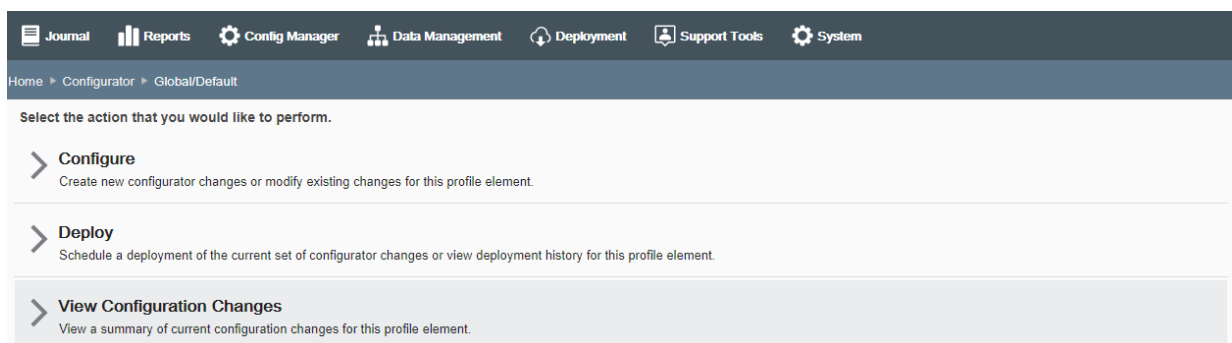 Journal Reports Config Manager Data Management Deployment Support Tools System
Home ▸ Configurator ▸ Global/Default
Select the action that you would like to perform.
Configure
Create new configurator changes or modify existing changes for this profile element.
Deploy
Schedule a deployment of the current set of configurator changes or view deployment history for this profile element.
View Configuration Changes
View a summary of current configuration changes for this profile element.